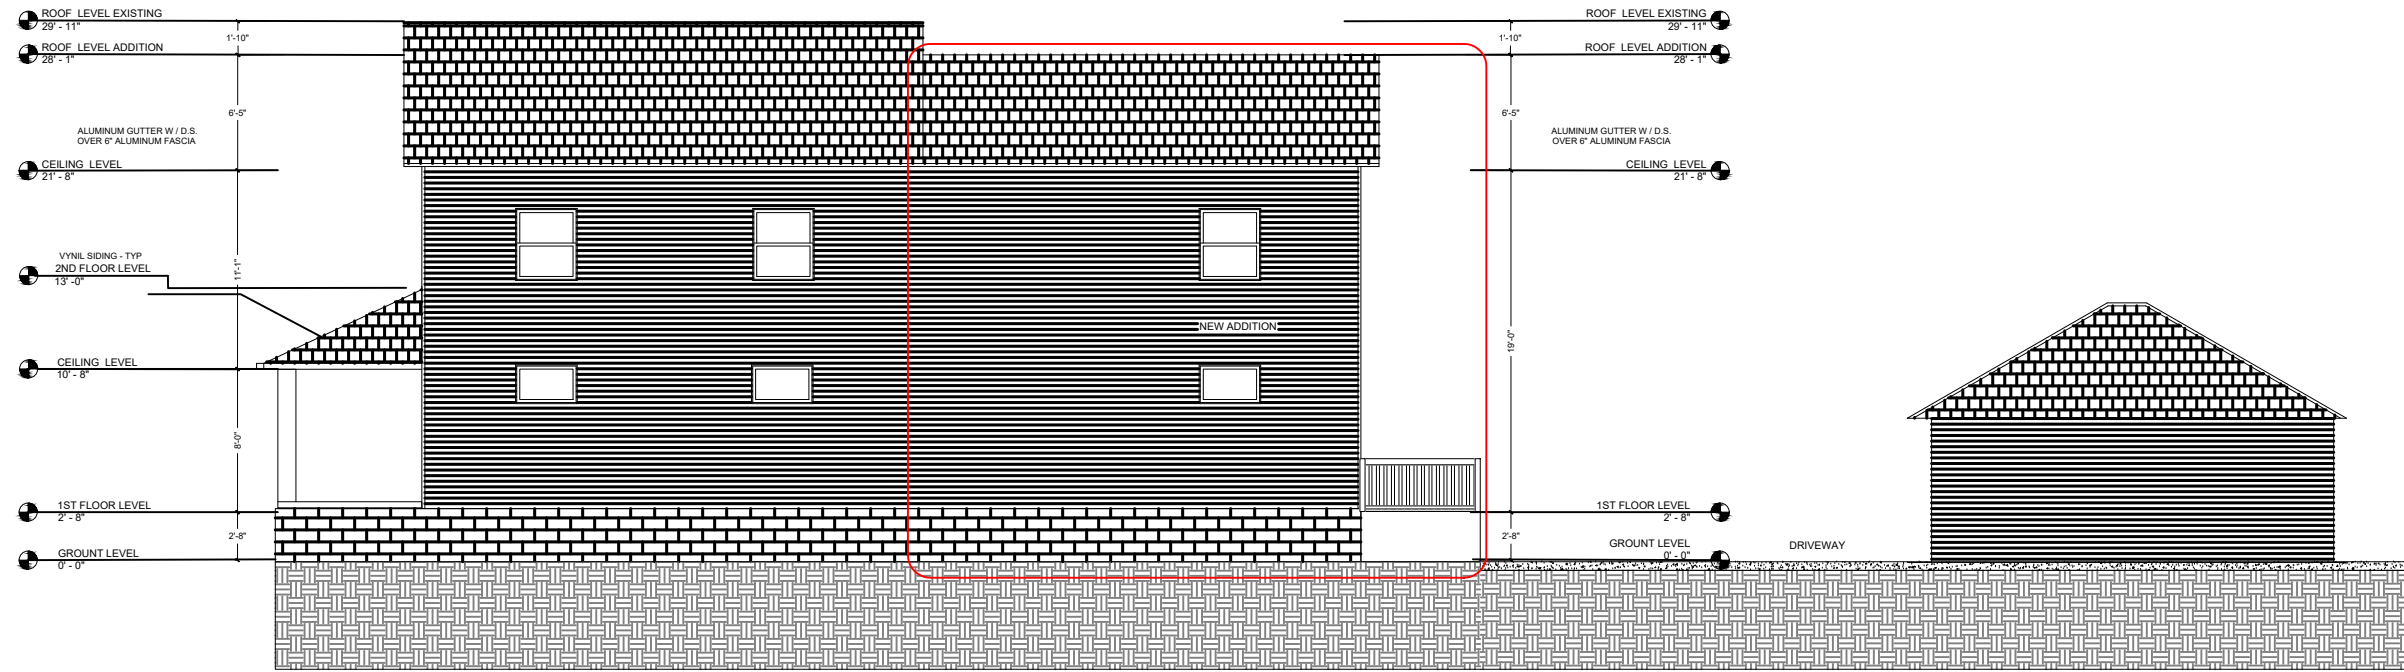 ROOF LEVEL EXISTING
29' - 11"
1'-10"
ROOF LEVEL ADDITION
28' - 1"
6'-5"
ALUMINUM GUTTER W / D.S.
OVER 6" ALUMINUM FASCIA
CEILING LEVEL
21' - 8"
VYNIL SIDING - TYP
2ND FLOOR LEVEL
13' -0"
11'-1"
CEILING LEVEL
10' - 8"
8'-0"
1ST FLOOR LEVEL
2' - 8"
2'-8"
GROUNT LEVEL
0' - 0"
NEW ADDITION
ROOF LEVEL EXISTING
29' - 11"
1'-10"
ROOF LEVEL ADDITION
28' - 1"
6'-5"
ALUMINUM GUTTER W / D.S.
OVER 6" ALUMINUM FASCIA
CEILING LEVEL
21' - 8"
19'-0"
1ST FLOOR LEVEL
2' - 8"
2'-8"
GROUNT LEVEL
0' - 0"
DRIVEWAY